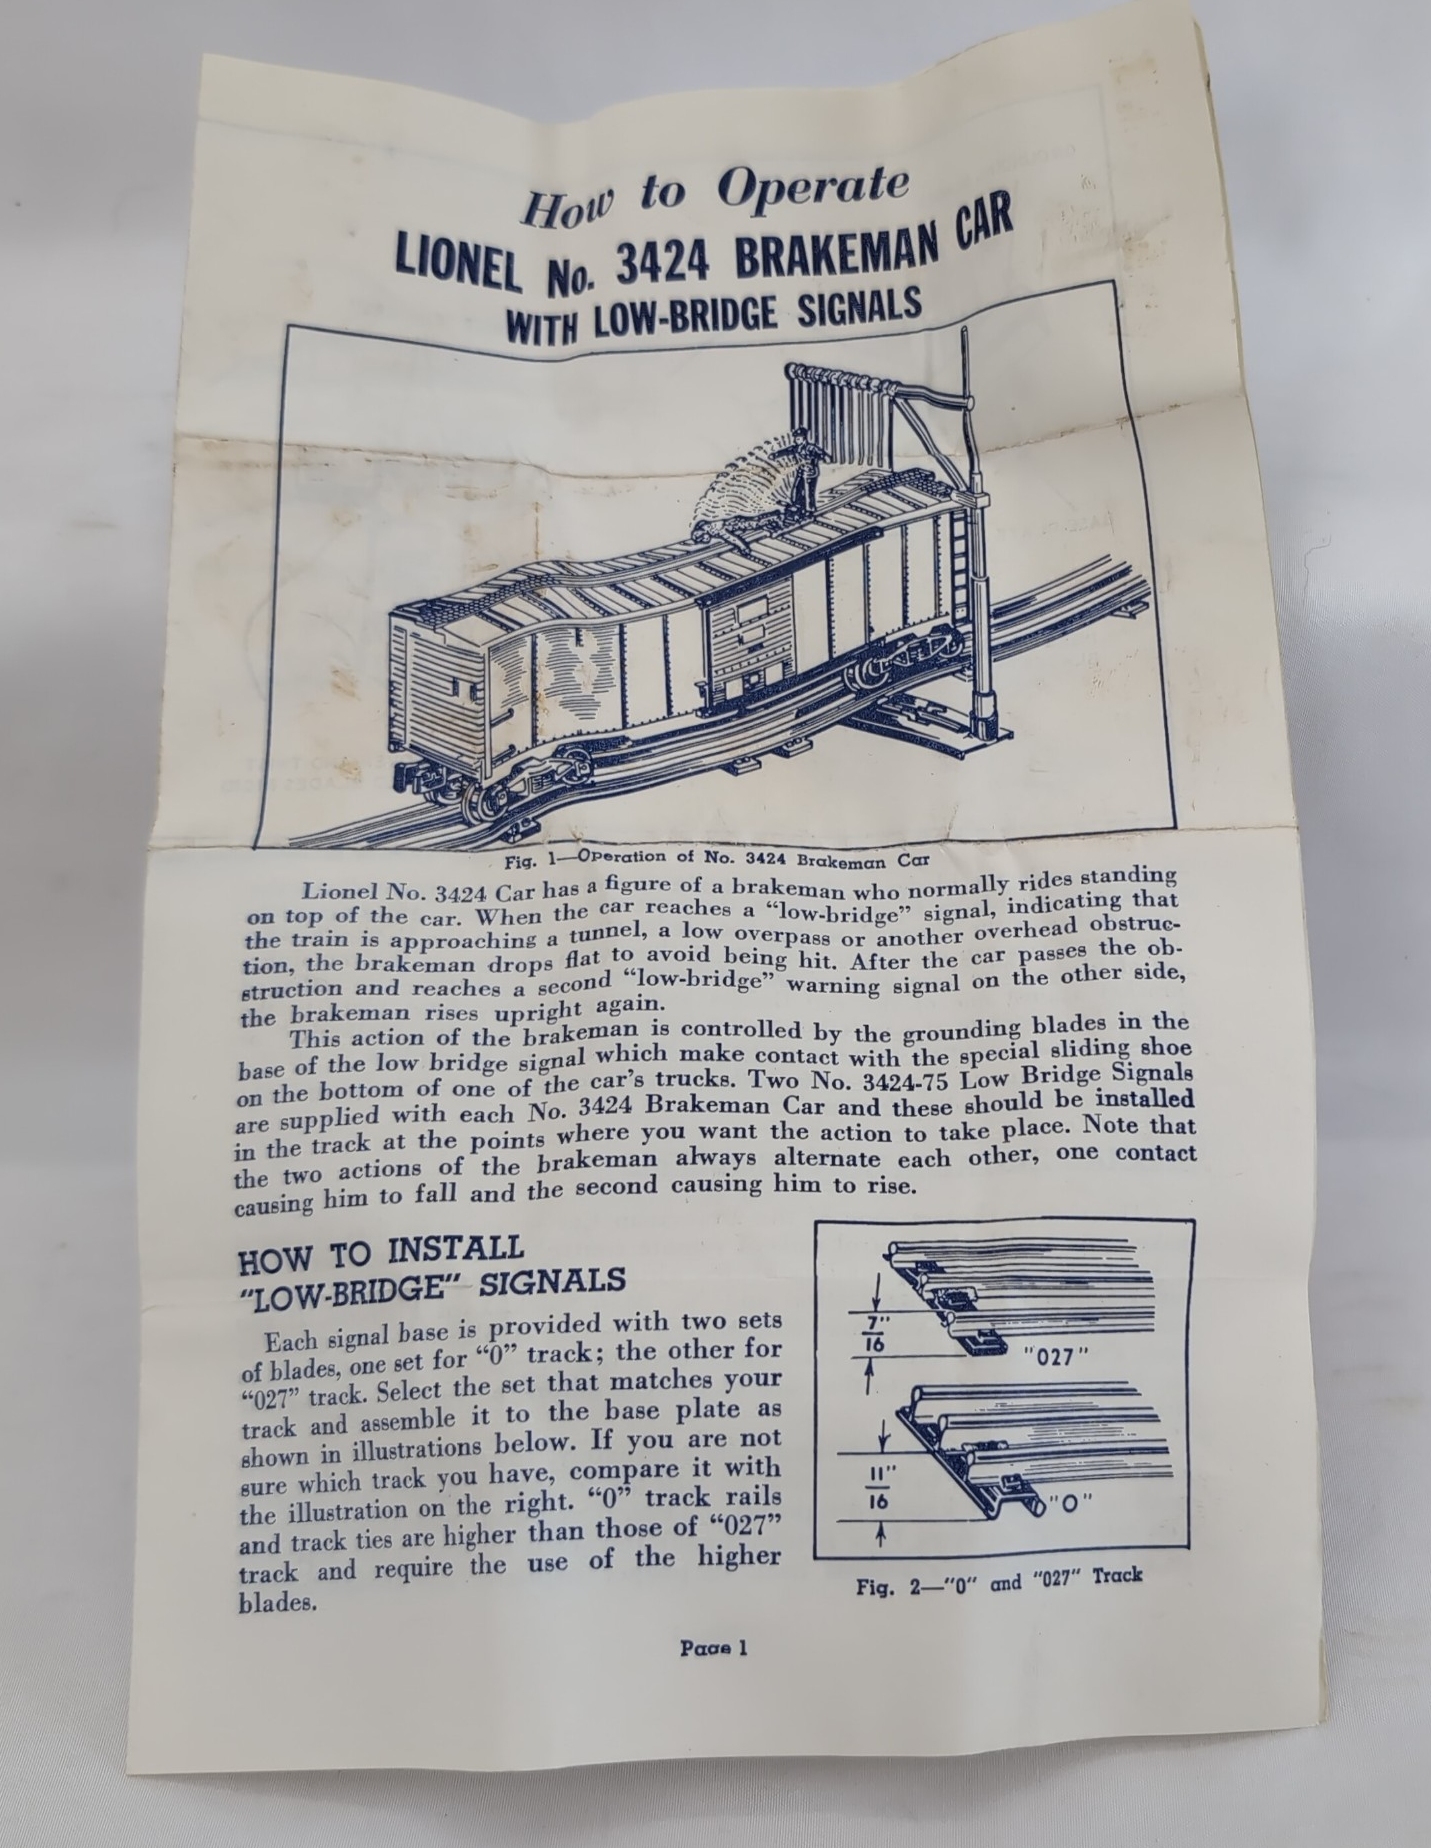 How to Operate
LIONEL No. 3424 BRAKEMAN CAR
WITH LOW-BRIDGE SIGNALS
Fig. 1—Operation of No. 3424 Brakeman Car
Lionel No. 3424 Car has a figure of a brakeman who normally rides standing
on top of the car. When the car reaches a “low-bridge” signal, indicating that
the train is approaching a tunnel, a low overpass or another overhead obstruc-
tion, the brakeman drops flat to avoid being hit. After the car passes the ob-
struction and reaches a second “low-bridge” warning signal on the other side,
the brakeman rises upright again.
This action of the brakeman is controlled by the grounding blades in the
base of the low bridge signal which make contact with the special sliding shoe
on the bottom of one of the car's trucks. Two No. 3424-75 Low Bridge Signals
are supplied with each No. 3424 Brakeman Car and these should be installed
in the track at the points where you want the action to take place. Note that
the two actions of the brakeman always alternate each other, one contact
causing him to fall and the second causing him to rise.
HOW TO INSTALL
“LOW-BRIDGE” SIGNALS
Each signal base is provided with two sets
of blades, one set for “0” track; the other for
“027” track. Select the set that matches your
track and assemble it to the base plate as
shown in illustrations below. If you are not
sure which track you have, compare it with
the illustration on the right. “0” track rails
and track ties are higher than those of “027”
track and require the use of the higher
blades.
7"
16
"027"
11"
16
"0"
Fig. 2—"0" and "027" Track
Page 1